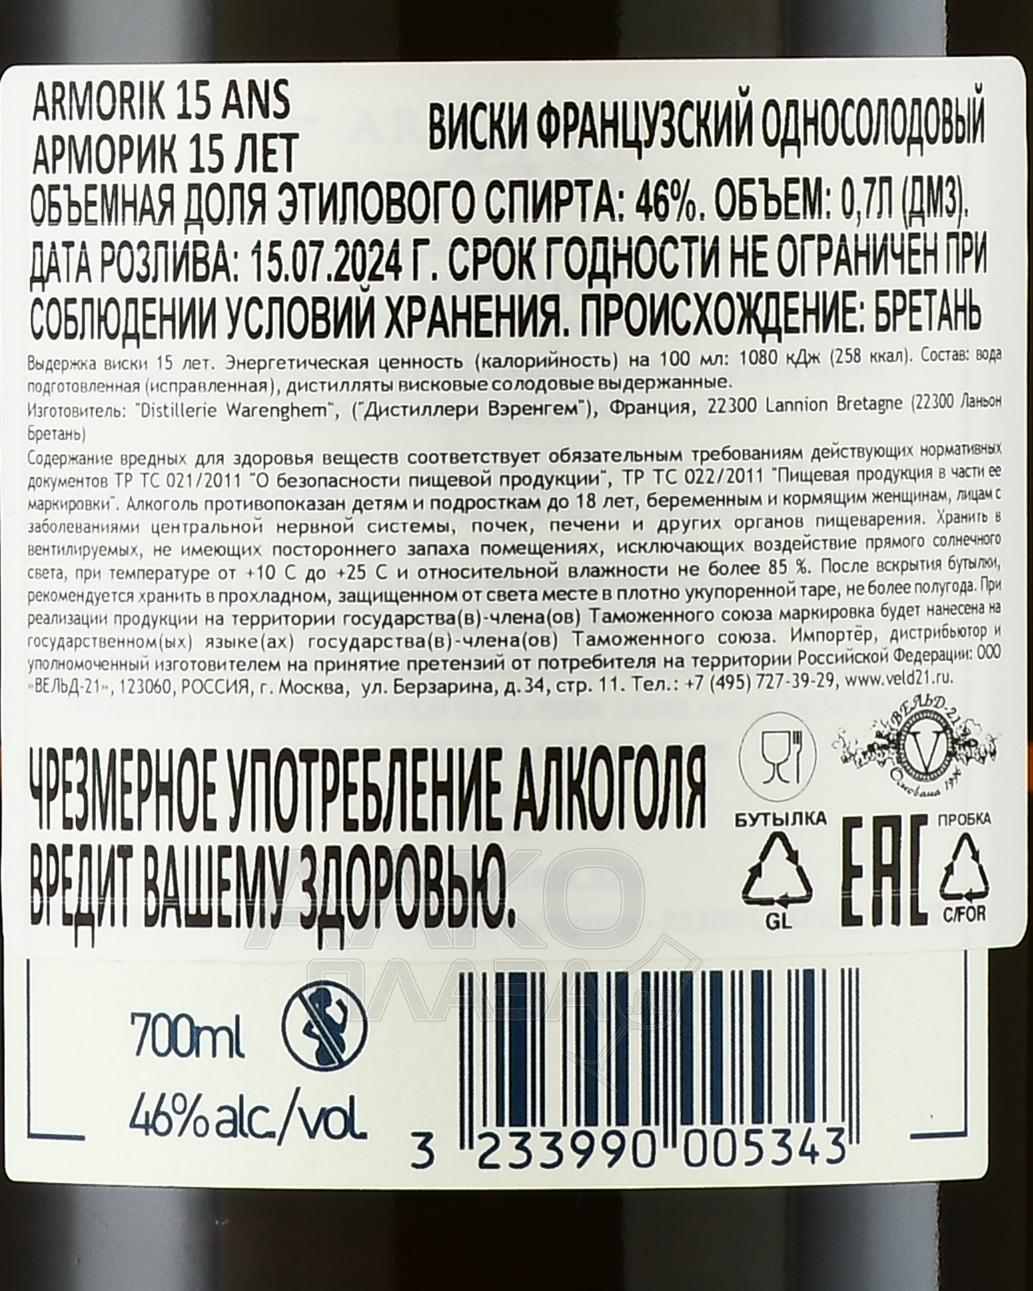 ARMORIK 15 ANS
АРМОРИК 15 ЛЕТ
ВИСКИ ФРАНЦУЗСКИЙ ОДНОСОЛОДОВЫЙ
ОБЪЕМНАЯ ДОЛЯ ЭТИЛОВОГО СПИРТА: 46%. ОБЪЕМ: 0,7Л (ДМ3).
ДАТА РОЗЛИВА: 15.07.2024 Г. СРОК ГОДНОСТИ НЕ ОГРАНИЧЕН ПРИ
СОБЛЮДЕНИИ УСЛОВИЙ ХРАНЕНИЯ. ПРОИСХОЖДЕНИЕ: БРЕТАНЬ
Выдержка виски 15 лет. Энергетическая ценность (калорийность) на 100 мл: 1080 кДж (258 ккал). Состав: вода
подготовленная (исправленная), дистилляты висковые солодовые выдержанные.
Изготовитель: "Distillerie Warenghem", ("Дистиллери Вэренгем"), Франция, 22300 Lannion Bretagne (22300 Ланьон
Бретань)
Содержание вредных для здоровья веществ соответствует обязательным требованиям действующих нормативных
документов ТР ТС 021/2011 "О безопасности пищевой продукции", ТР ТС 022/2011 "Пищевая продукция в части ее
маркировки". Алкоголь противопоказан детям и подросткам до 18 лет, беременным и кормящим женщинам, лицам с
заболеваниями центральной нервной системы, почек, печени и других органов пищеварения. Хранить в
вентилируемых, не имеющих постороннего запаха помещениях, исключающих воздействие прямого солнечного
света, при температуре от +10 С до +25 С и относительной влажности не более 85 %. После вскрытия бутылки,
рекомендуется хранить в прохладном, защищенном от света месте в плотно укупоренной таре, не более полугода. При
реализации продукции на территории государства(в)-члена(ов) Таможенного союза маркировка будет нанесена на
государственном(ых) языке(ах) государства(в)-члена(ов) Таможенного союза. Импортёр, дистрибьютор и
уполномоченный изготовителем на принятие претензий от потребителя на территории Российской Федерации: ООО
«ВЕЛЬД-21», 123060, РОССИЯ, г. Москва, ул. Берзарина, д.34, стр. 11. Тел.: +7 (495) 727-39-29, www.veld21.ru.
ВЕЛЬД-21
V
Основана 1996
ЧРЕЗМЕРНОЕ УПОТРЕБЛЕНИЕ АЛКОГОЛЯ
ВРЕДИТ ВАШЕМУ ЗДОРОВЬЮ.
БУТЫЛКА
GL
EAC
ПРОБКА
C/FOR
АЛКО
ПЛАЗА.ru
700ml
46%alc./vol.
3 233990 005343